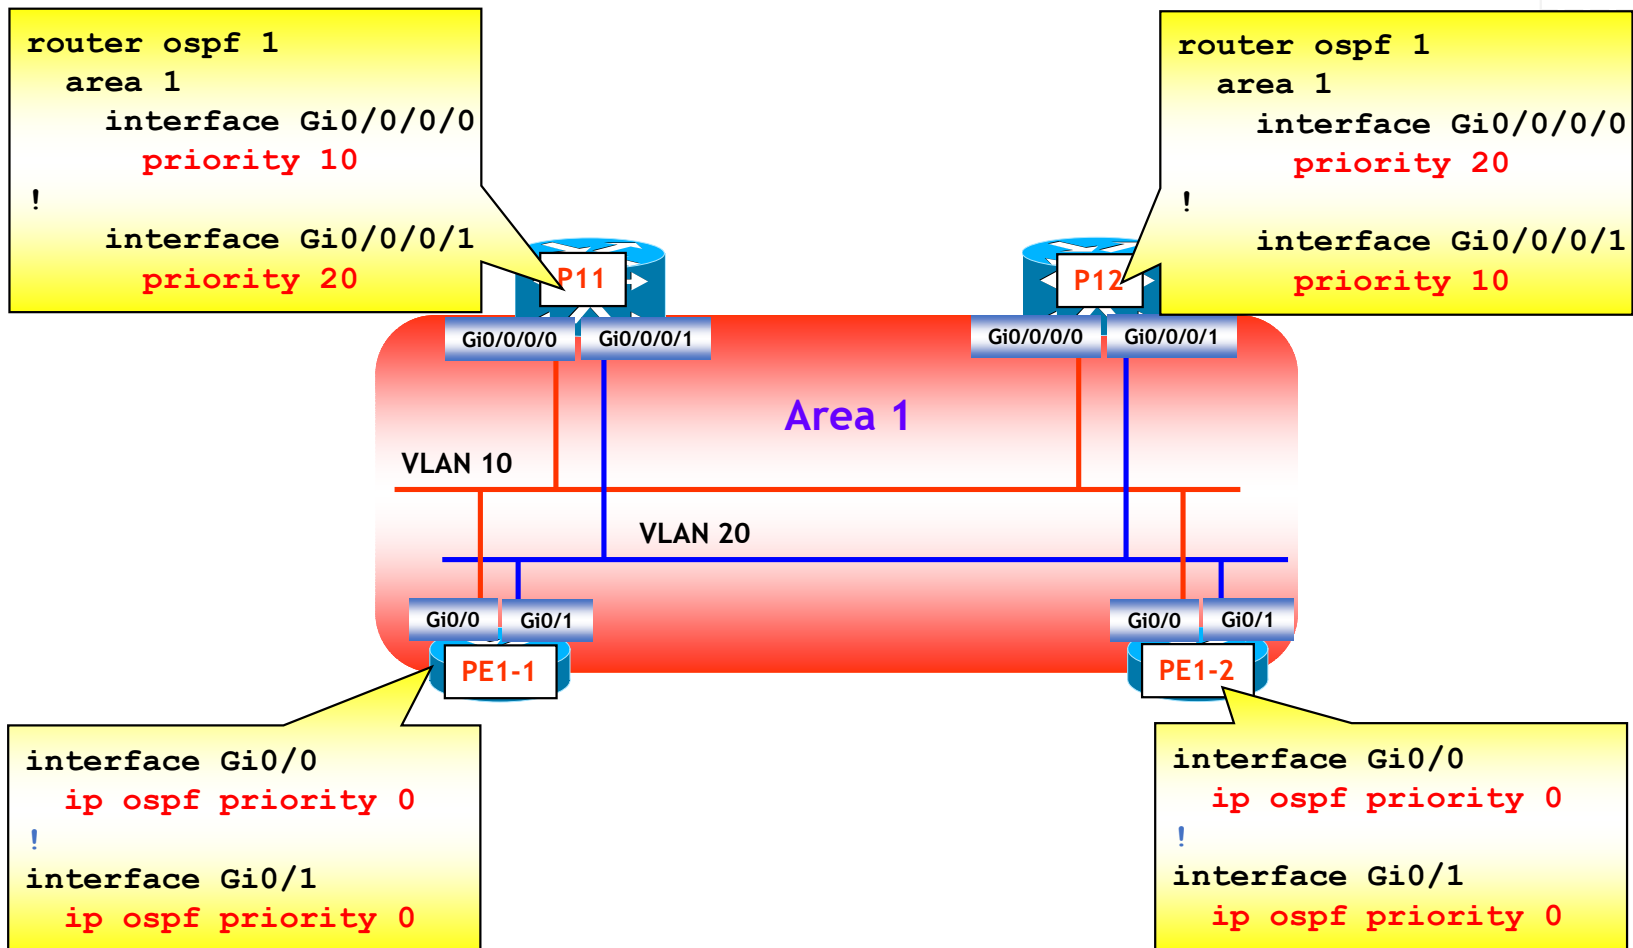 router ospf 1
area 1
interface Gi0/0/0/0
priority 10
!
interface Gi0/0/0/1
priority 20
router ospf 1
area 1
interface Gi0/0/0/0
priority 20
!
interface Gi0/0/0/1
priority 10
P11
P12
Gi0/0/0/0
Gi0/0/0/1
Gi0/0/0/0
Gi0/0/0/1
Area 1
VLAN 10
VLAN 20
Gi0/0
Gi0/1
Gi0/0
Gi0/1
PE1-1
PE1-2
interface Gi0/0
ip ospf priority 0
!
interface Gi0/1
ip ospf priority 0
interface Gi0/0
ip ospf priority 0
!
interface Gi0/1
ip ospf priority 0